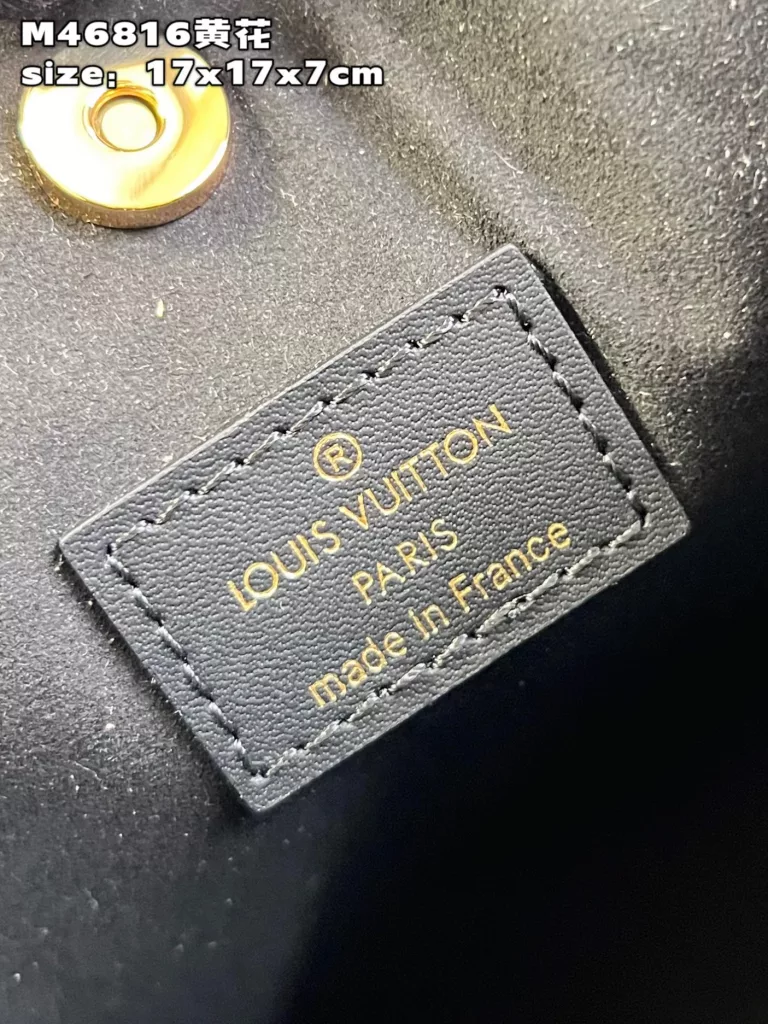 M46816黄花
size：17x17x7cm
®
LOUIS VUITTON
PARIS
made in France